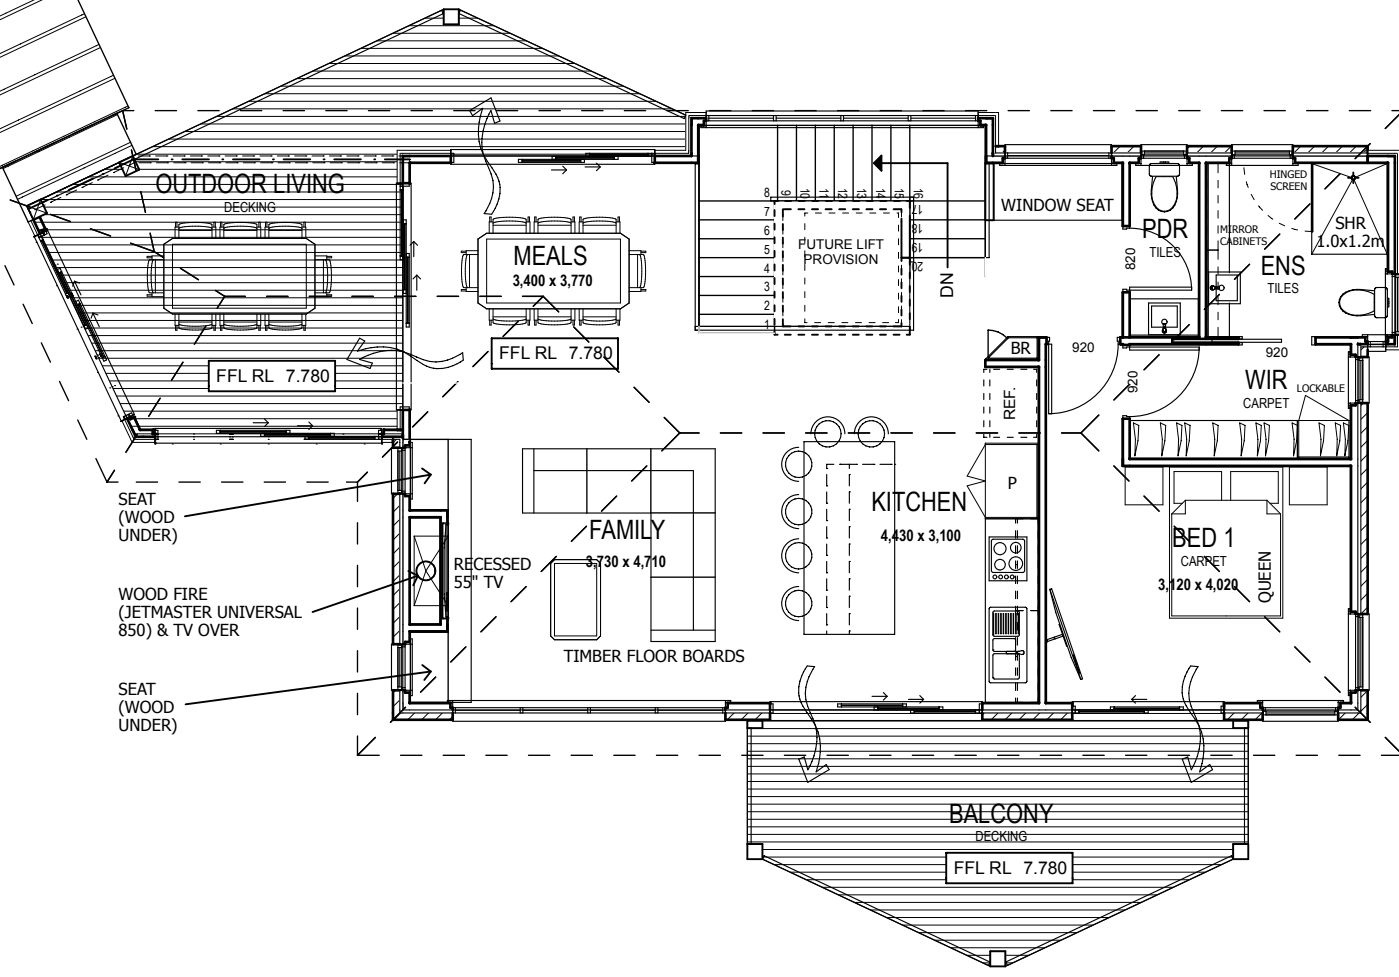 OUTDOOR LIVING
DECKING
FFL RL 7.780
MEALS
3,400 x 3,770
FFL RL 7.780
8
7
6
5
4
3
2
1
9
10
11
12
13
14
15
16
17
18
19
20
FUTURE LIFT
PROVISION
DN
WINDOW SEAT
PDR
TILES
820
HINGED
SCREEN
MIRROR
CABINETS
SHR
1.0x1.2m
ENS
TILES
BR
920
920
920
WIR
CARPET
LOCKABLE
REF.
P
SEAT
(WOOD
UNDER)
WOOD FIRE
(JETMASTER UNIVERSAL
850) & TV OVER
SEAT
(WOOD
UNDER)
RECESSED
55" TV
FAMILY
3,730 x 4,710
TIMBER FLOOR BOARDS
KITCHEN
4,430 x 3,100
BED 1
CARPET
3,120 x 4,020
QUEEN
BALCONY
DECKING
FFL RL 7.780